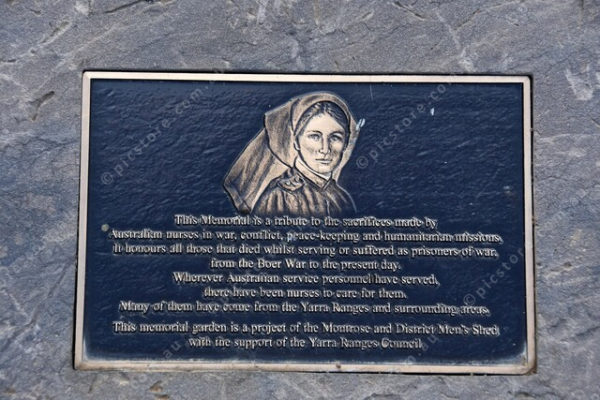 This Memorial is a tribute to the sacrifices made by
Australian nurses in war, conflict, peace-keeping and humanitarian missions.
It honours all those that died whilst serving or suffered as prisoners of war,
from the Boer War to the present day.
Wherever Australian service personnel have served,
there have been nurses to care for them.
Many of them have come from the Yarra Ranges and surrounding areas.
This memorial garden is a project of the Montrose and District Men's Shed
with the support of the Yarra Ranges Council